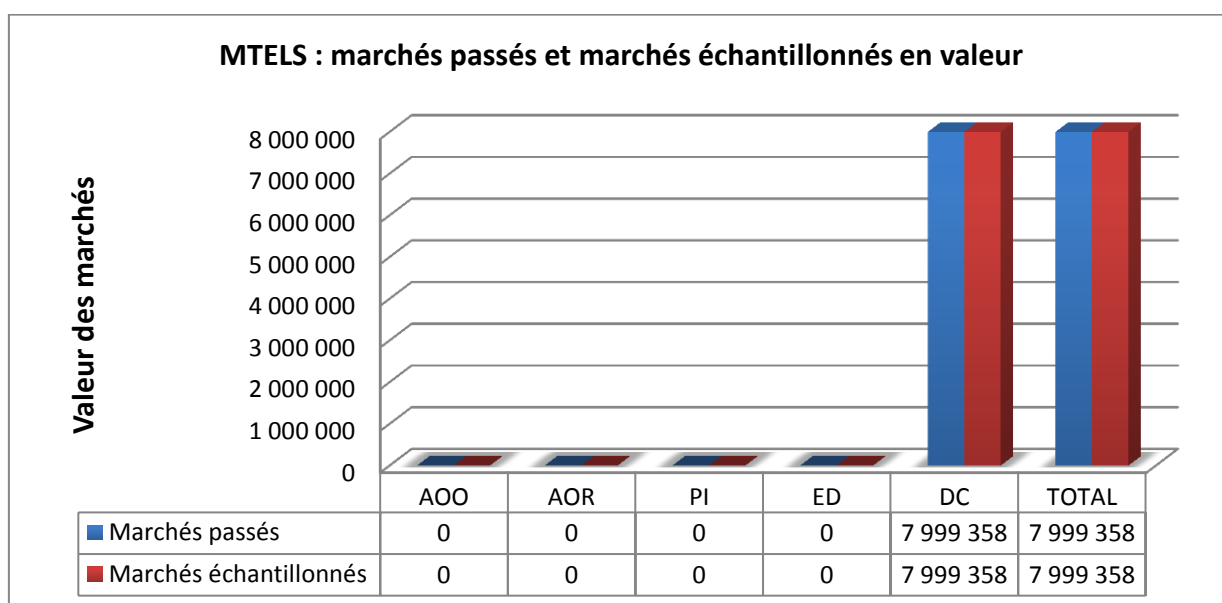 MTELS : marchés passés et marchés échantillonnés en valeur
Valeur des marchés
8 000 000
7 000 000
6 000 000
5 000 000
4 000 000
3 000 000
2 000 000
1 000 000
0
AOO AOR PI ED DC TOTAL
Marchés passés 0 0 0 0 7 999 358 7 999 358
Marchés échantillonnés 0 0 0 0 7 999 358 7 999 358